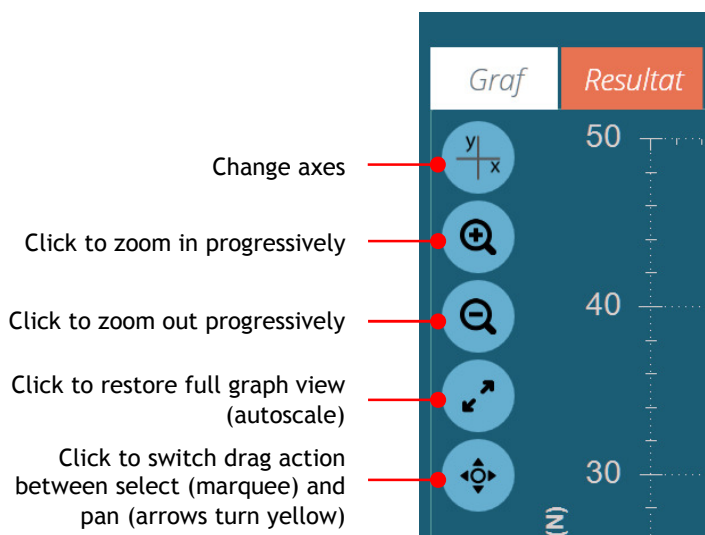 Graf Resultat
y
x
50
Change axes
Click to zoom in progressively
40
Click to zoom out progressively
Click to restore full graph view
(autoscale)
Click to switch drag action
between select (marquee) and
pan (arrows turn yellow)
30
(N)